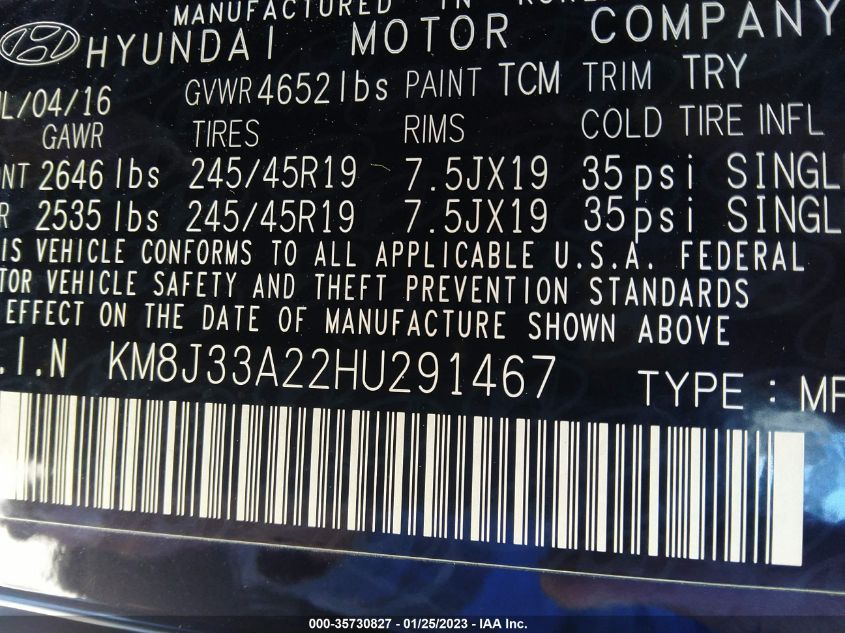 MANUFACTURED IN KORE
HYUNDAI MOTOR COMPANY
UL/04/16 GVWR 4652 lbs PAINT TCM TRIM TRY
GAWR TIRES RIMS COLD TIRE INFL
NT 2646 lbs 245/45R19 7.5JX19 35psi SINGL
R 2535 lbs 245/45R19 7.5JX19 35psi SINGL
IS VEHICLE CONFORMS TO ALL APPLICABLE U.S.A. FEDERAL
TOR VEHICLE SAFETY AND THEFT PREVENTION STANDARDS
EFFECT ON THE DATE OF MANUFACTURE SHOWN ABOVE
.I.N KM8J33A22HU291467 TYPE : MP
000-35730827 - 01/25/2023 - IAA Inc.